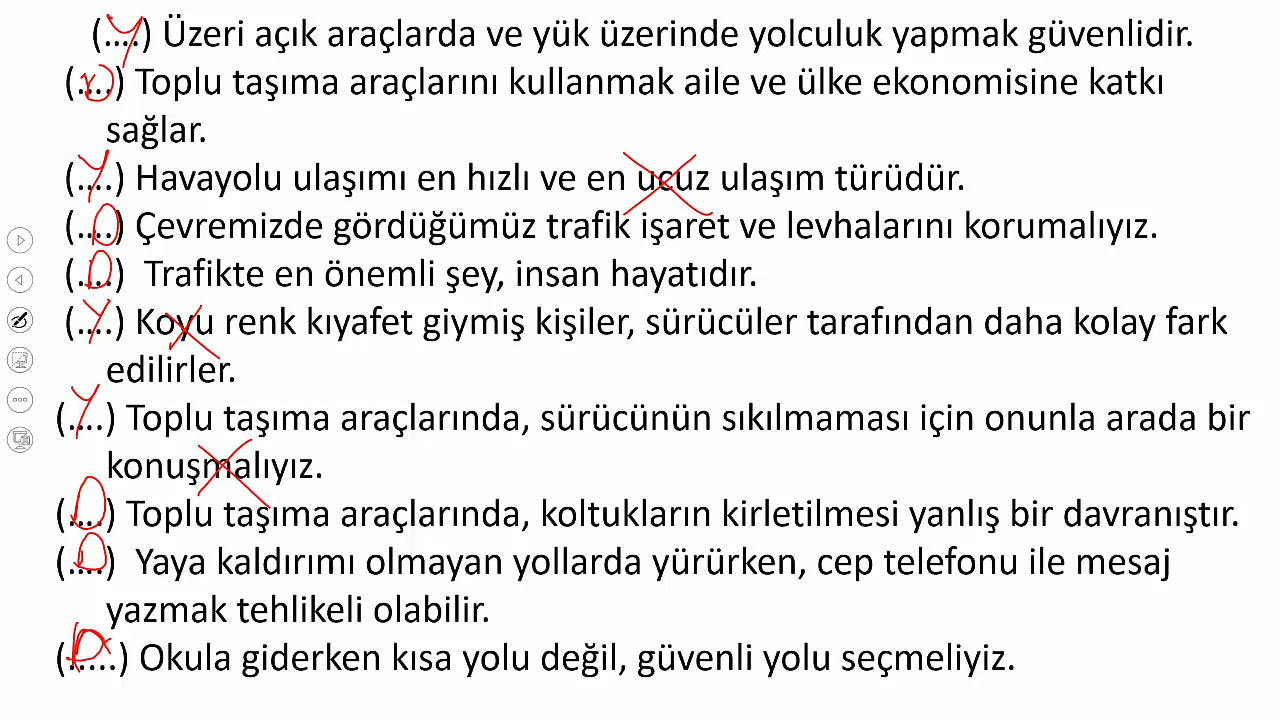 (..Y..) Üzeri açık araçlarda ve yük üzerinde yolculuk yapmak güvenlidir.
(..D..) Toplu taşıma araçlarını kullanmak aile ve ülke ekonomisine katkı
sağlar.
(..Y..) Havayolu ulaşımı en hızlı ve en ucuz ulaşım türüdür.
(..D..) Çevremizde gördüğümüz trafik işaret ve levhalarını korumalıyız.
(..D..) Trafikte en önemli şey, insan hayatıdır.
(..Y..) Koyu renk kıyafet giymiş kişiler, sürücüler tarafından daha kolay fark
edilirler.
(..Y..) Toplu taşıma araçlarında, sürücünün sıkılmaması için onunla arada bir
konuşmalıyız.
(..D..) Toplu taşıma araçlarında, koltukların kirletilmesi yanlış bir davranıştır.
(..D..) Yaya kaldırımı olmayan yollarda yürürken, cep telefonu ile mesaj
yazmak tehlikeli olabilir.
(..D...) Okula giderken kısa yolu değil, güvenli yolu seçmeliyiz.